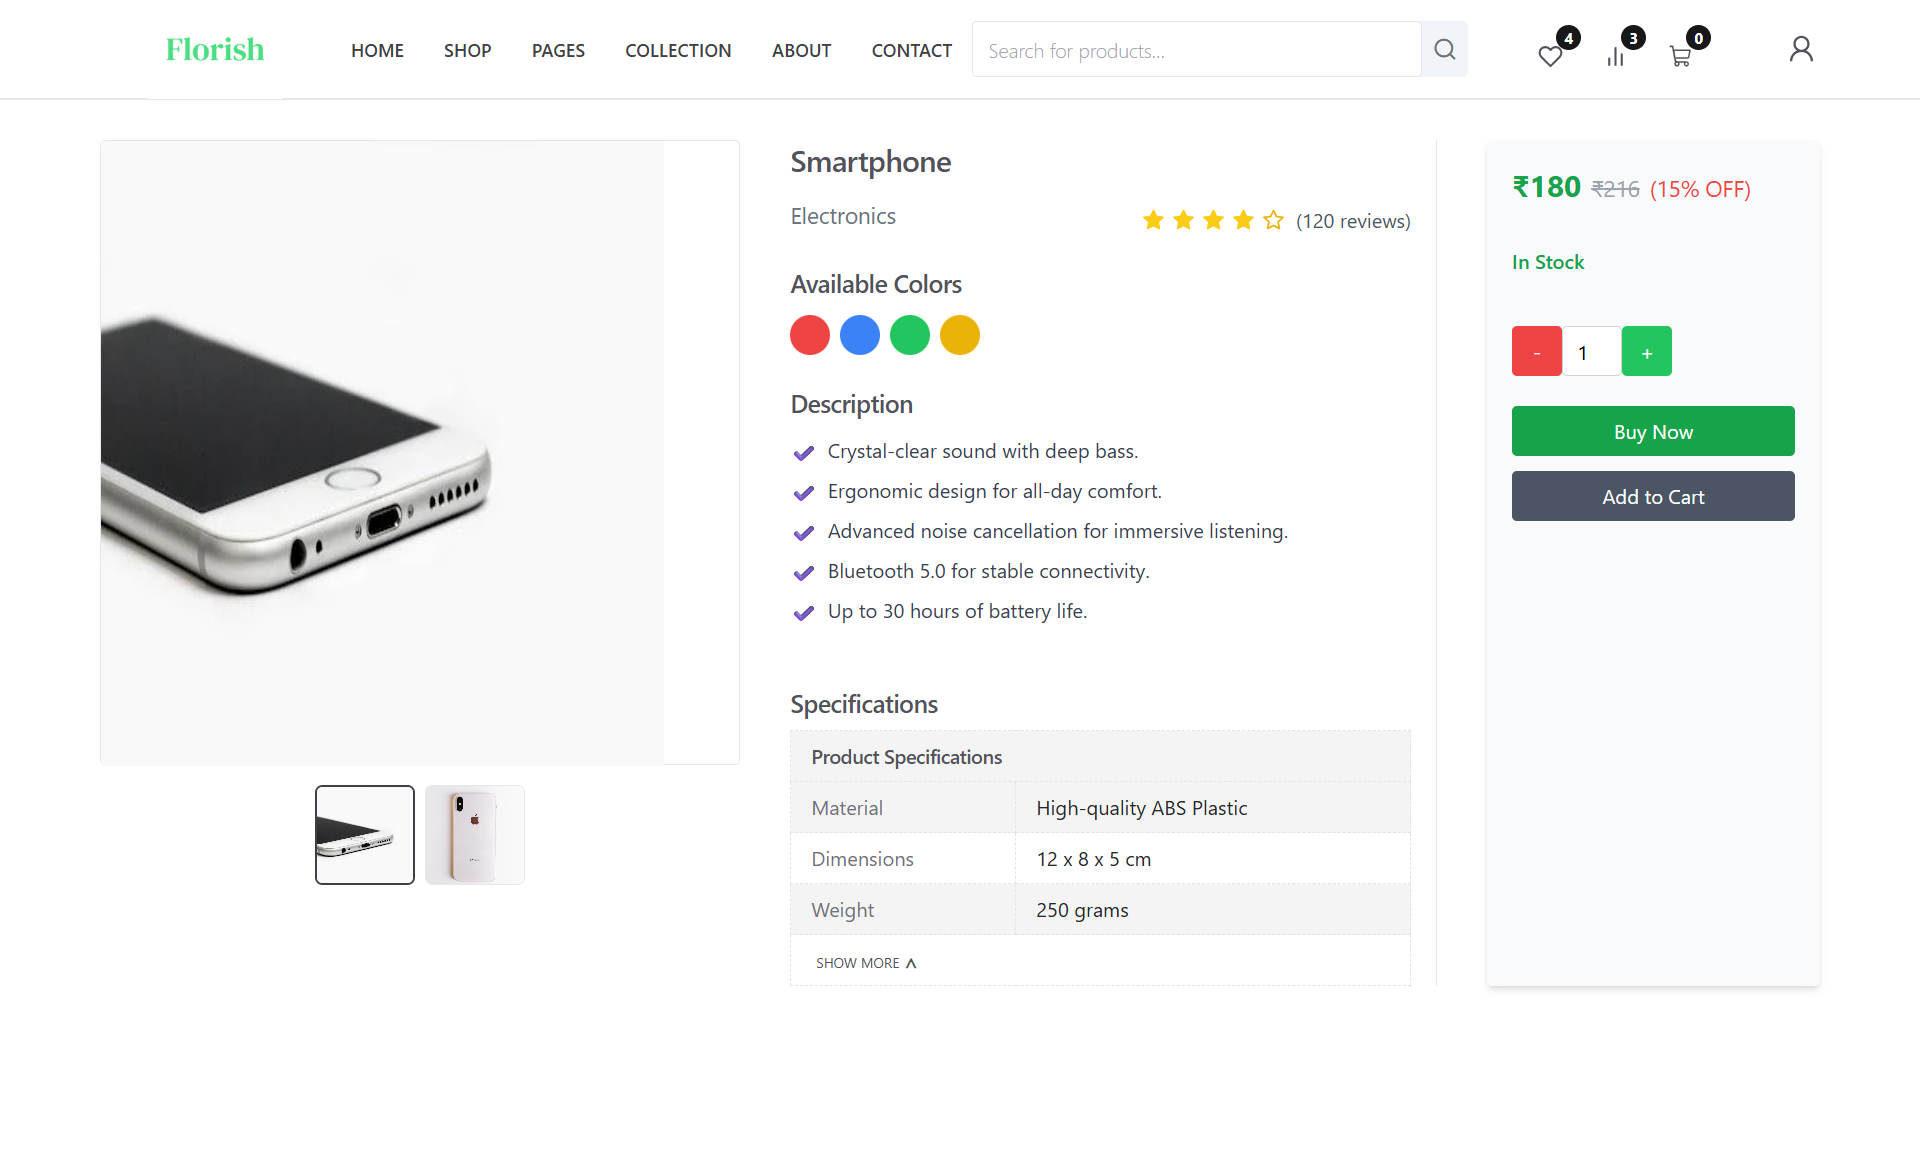 Florish
HOME SHOP PAGES COLLECTION ABOUT CONTACT
Search for products...
4 3 0
Smartphone
Electronics
(120 reviews)
Available Colors
Description
Crystal-clear sound with deep bass.
Ergonomic design for all-day comfort.
Advanced noise cancellation for immersive listening.
Bluetooth 5.0 for stable connectivity.
Up to 30 hours of battery life.
Specifications
Product Specifications
Material High-quality ABS Plastic
Dimensions 12 x 8 x 5 cm
Weight 250 grams
SHOW MORE
₹180 ₹216 (15% OFF)
In Stock
- 1 +
Buy Now
Add to Cart